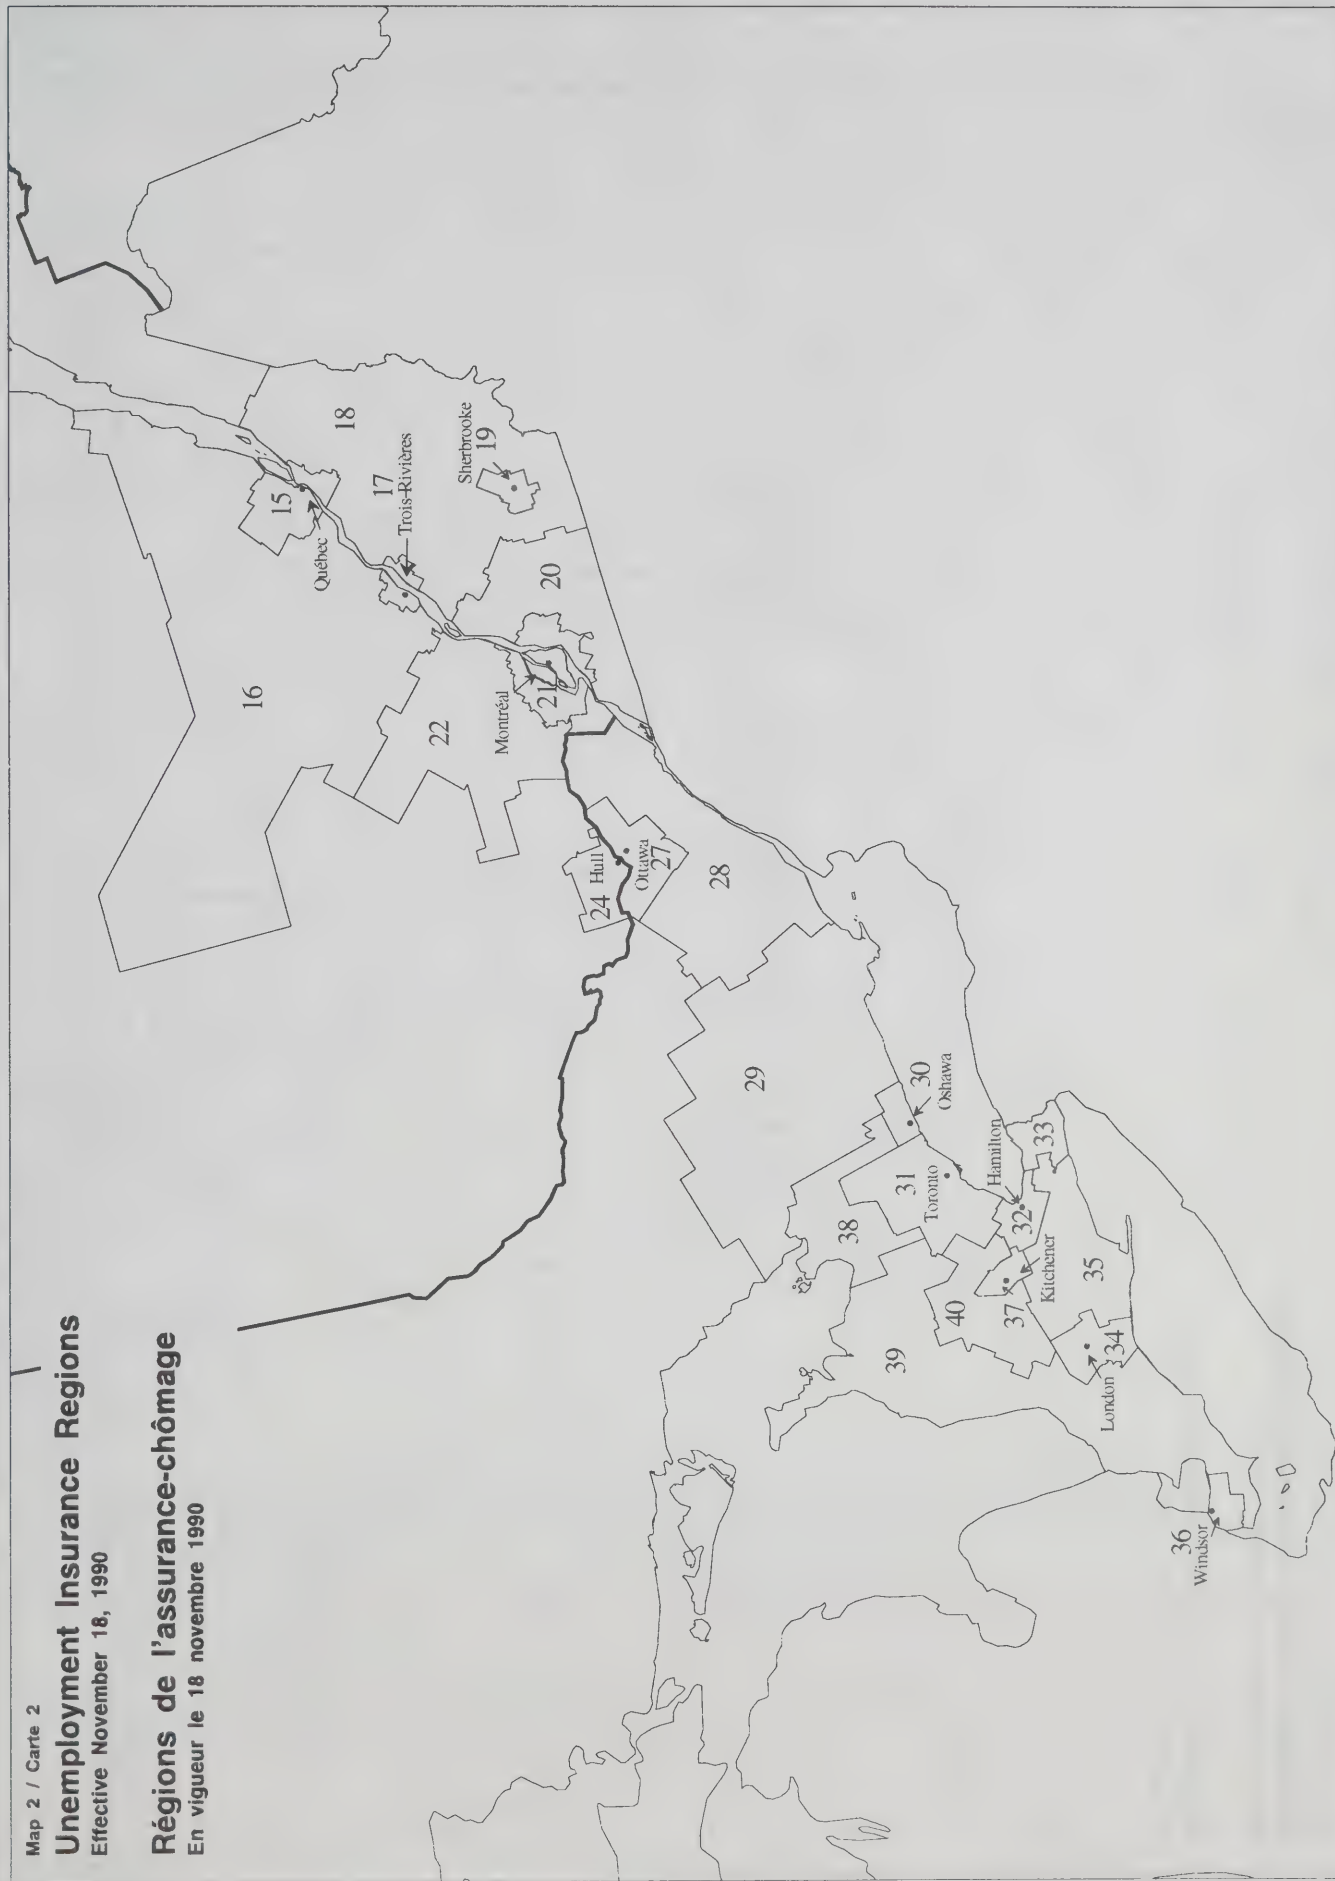 Map 2 / Carte 2
Unemployment Insurance Regions
Effective November 18, 1990
Régions de l'assurance-chômage
En vigueur le 18 novembre 1990
16
15
Québec
18
17
Trois-Rivières
Sherbrooke
19
22
20
Montréal
21
24
Hull
Ottawa
27
28
29
30
Oshawa
31
Toronto
38
39
40
Hamilton
32
33
37
Kitchener
35
34
London
36
Windsor